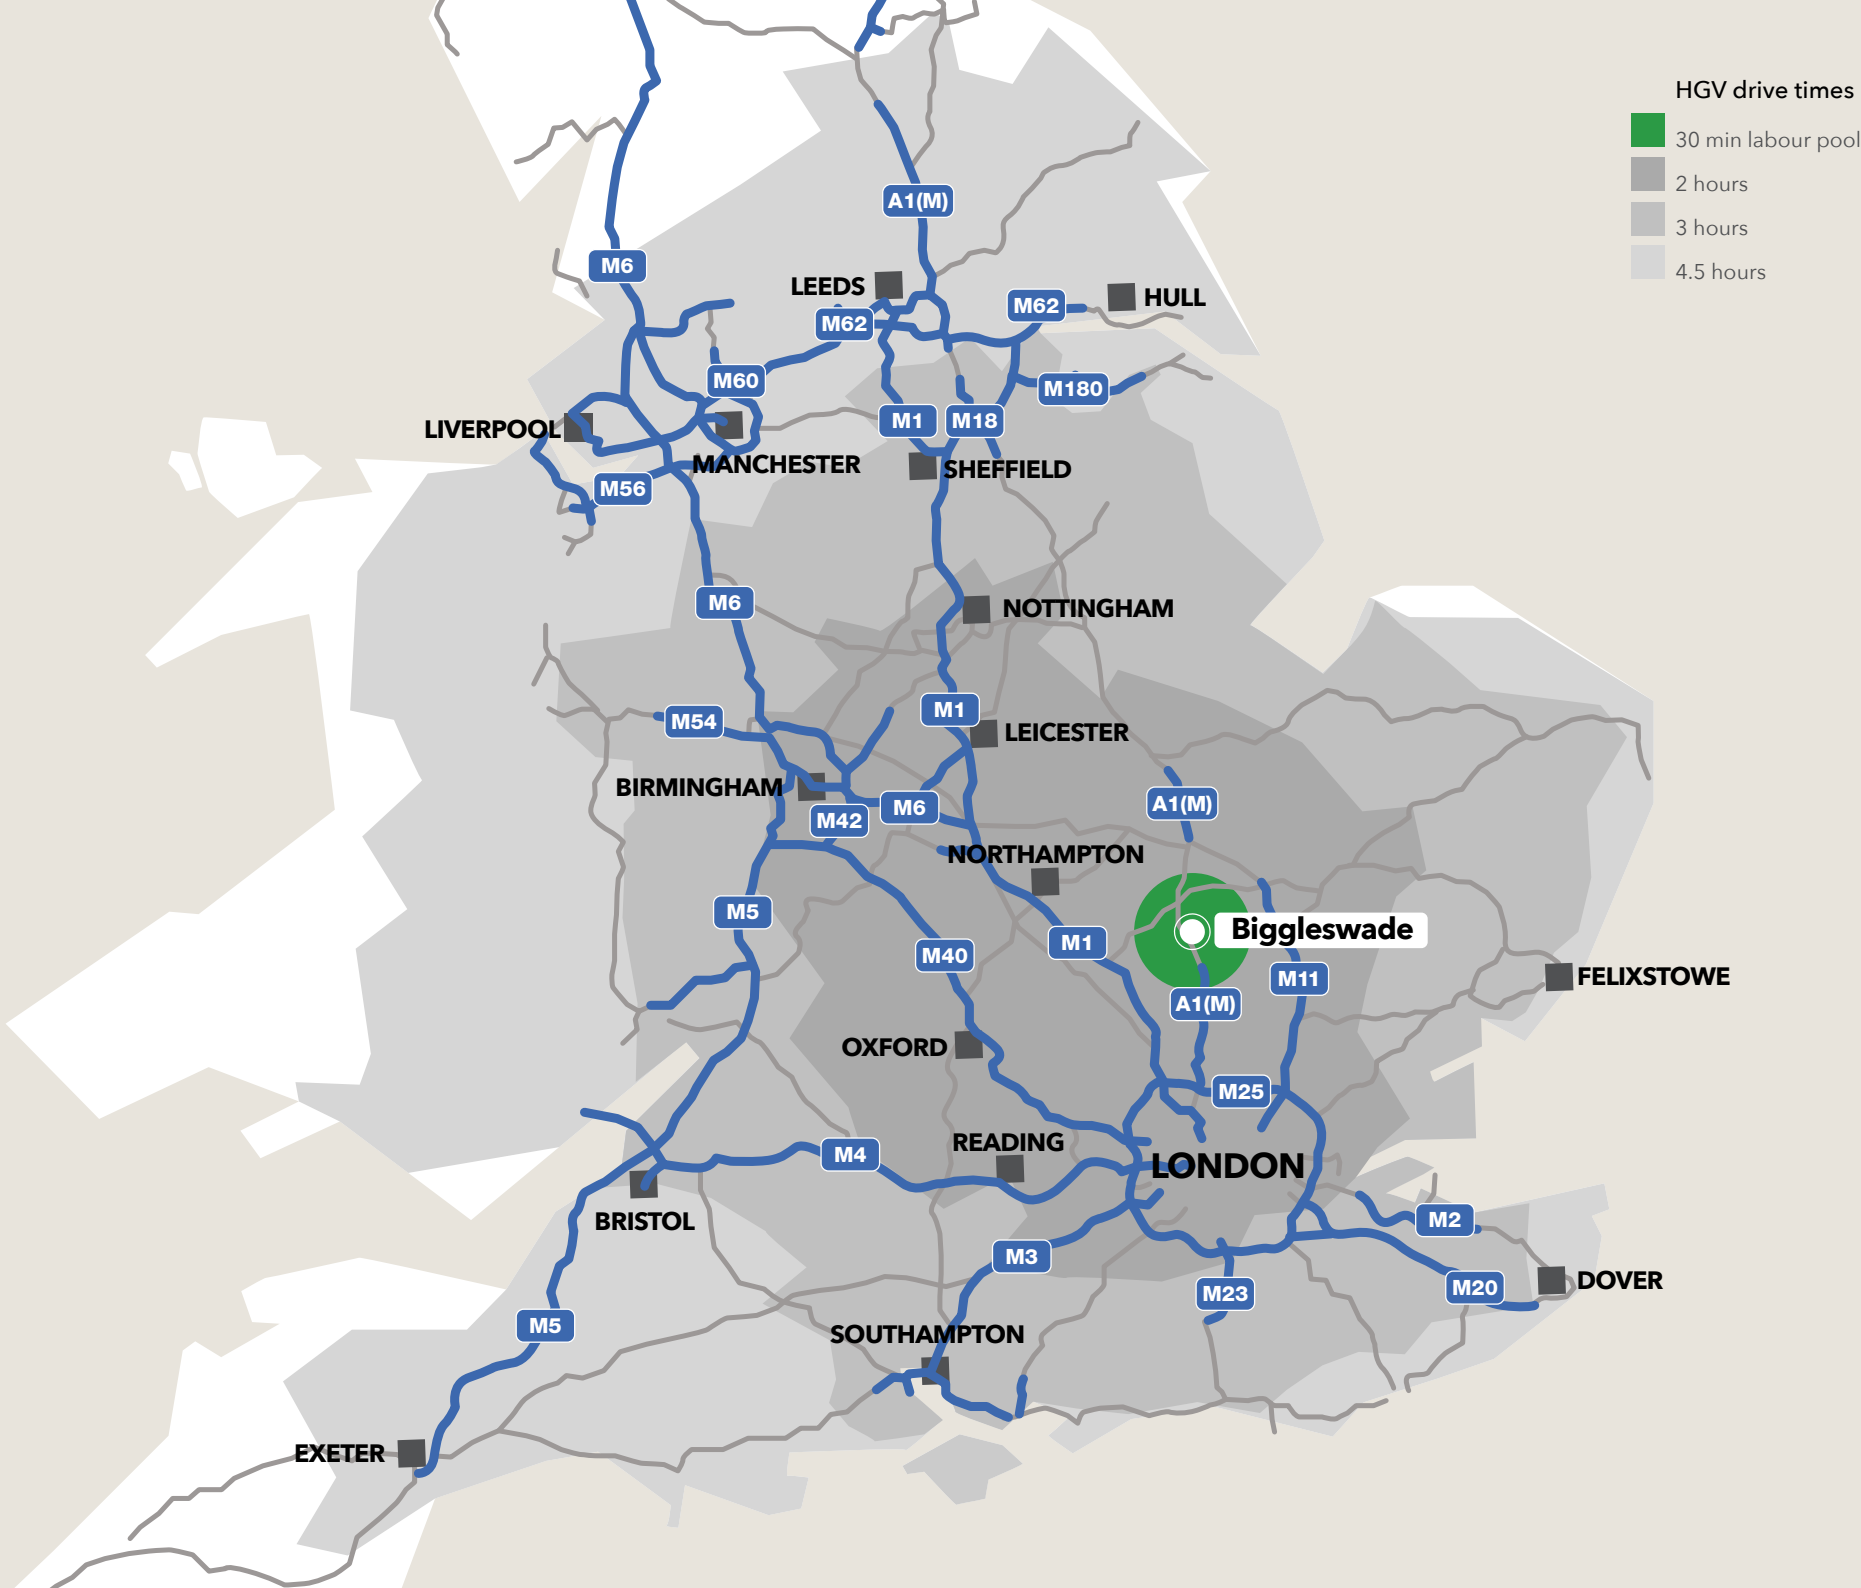 HGV drive times
30 min labour pool
2 hours
3 hours
4.5 hours
A1(M)
M6
LEEDS
M62
HULL
M62
M60
M180
LIVERPOOL
M1
M18
MANCHESTER
SHEFFIELD
M56
M6
NOTTINGHAM
M54
M1
LEICESTER
BIRMINGHAM
M42
M6
A1(M)
NORTHAMPTON
M5
M40
M1
Biggleswade
M11
FELIXSTOWE
A1(M)
OXFORD
M25
READING
M4
LONDON
BRISTOL
M2
M3
M23
M20
DOVER
M5
SOUTHAMPTON
EXETER